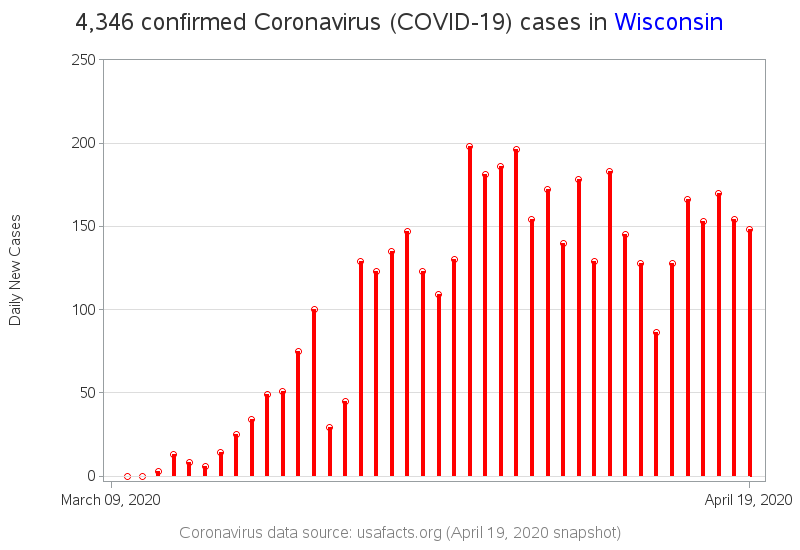 4,346 confirmed Coronavirus (COVID-19) cases in Wisconsin
250
200
150
100
50
0
Daily New Cases
March 09, 2020
April 19, 2020
Coronavirus data source: usafacts.org (April 19, 2020 snapshot)